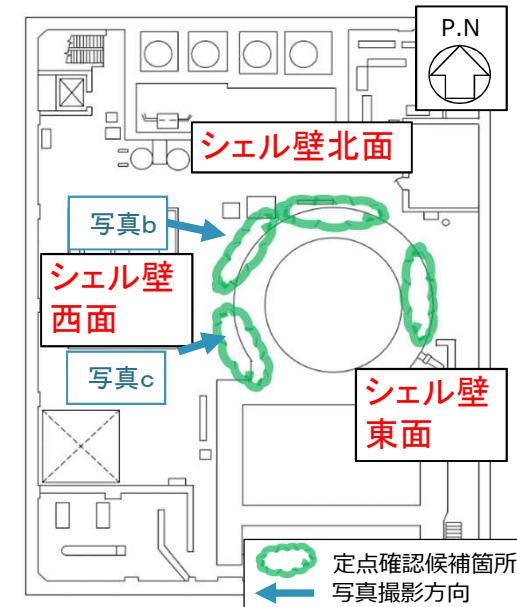 P.N
シェル壁北面
写真b
シェル壁
西面
写真c
シェル壁
東面
定点確認候補箇所
写真撮影方向